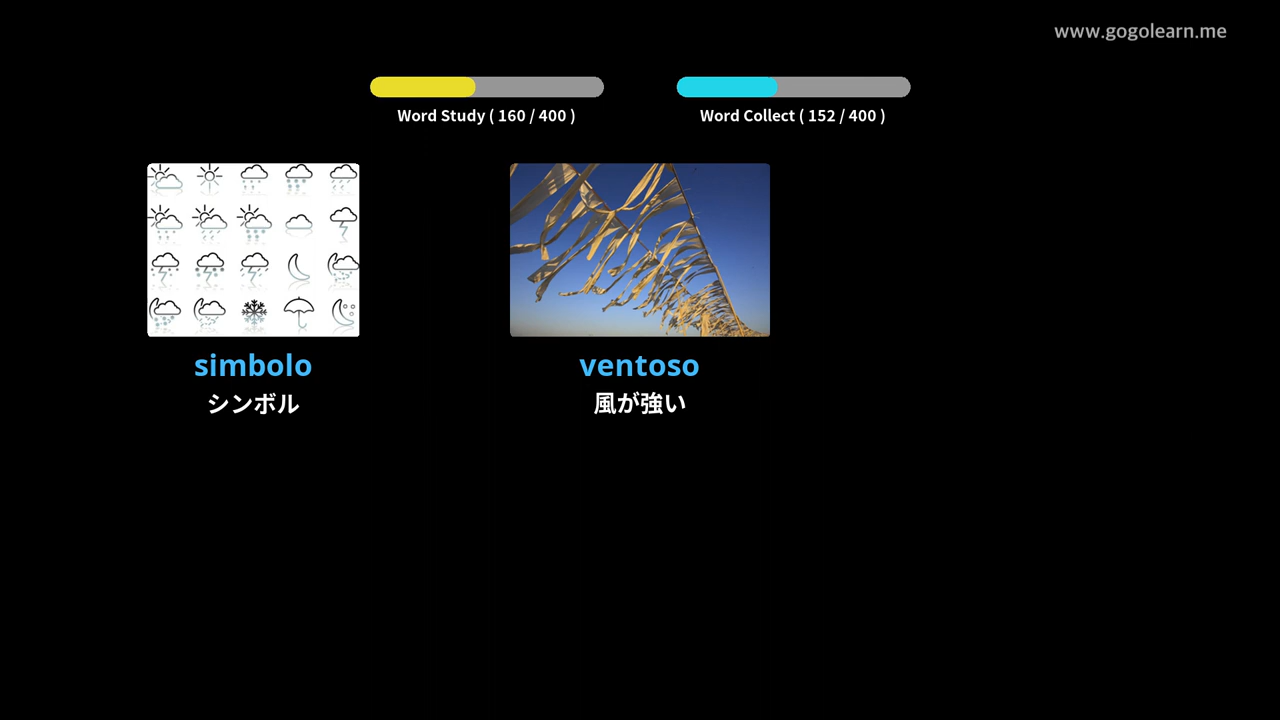 www.gogolearn.me
Word Study ( 160 / 400 )
Word Collect ( 152 / 400 )
simbolo
シンボル
ventoso
風が強い